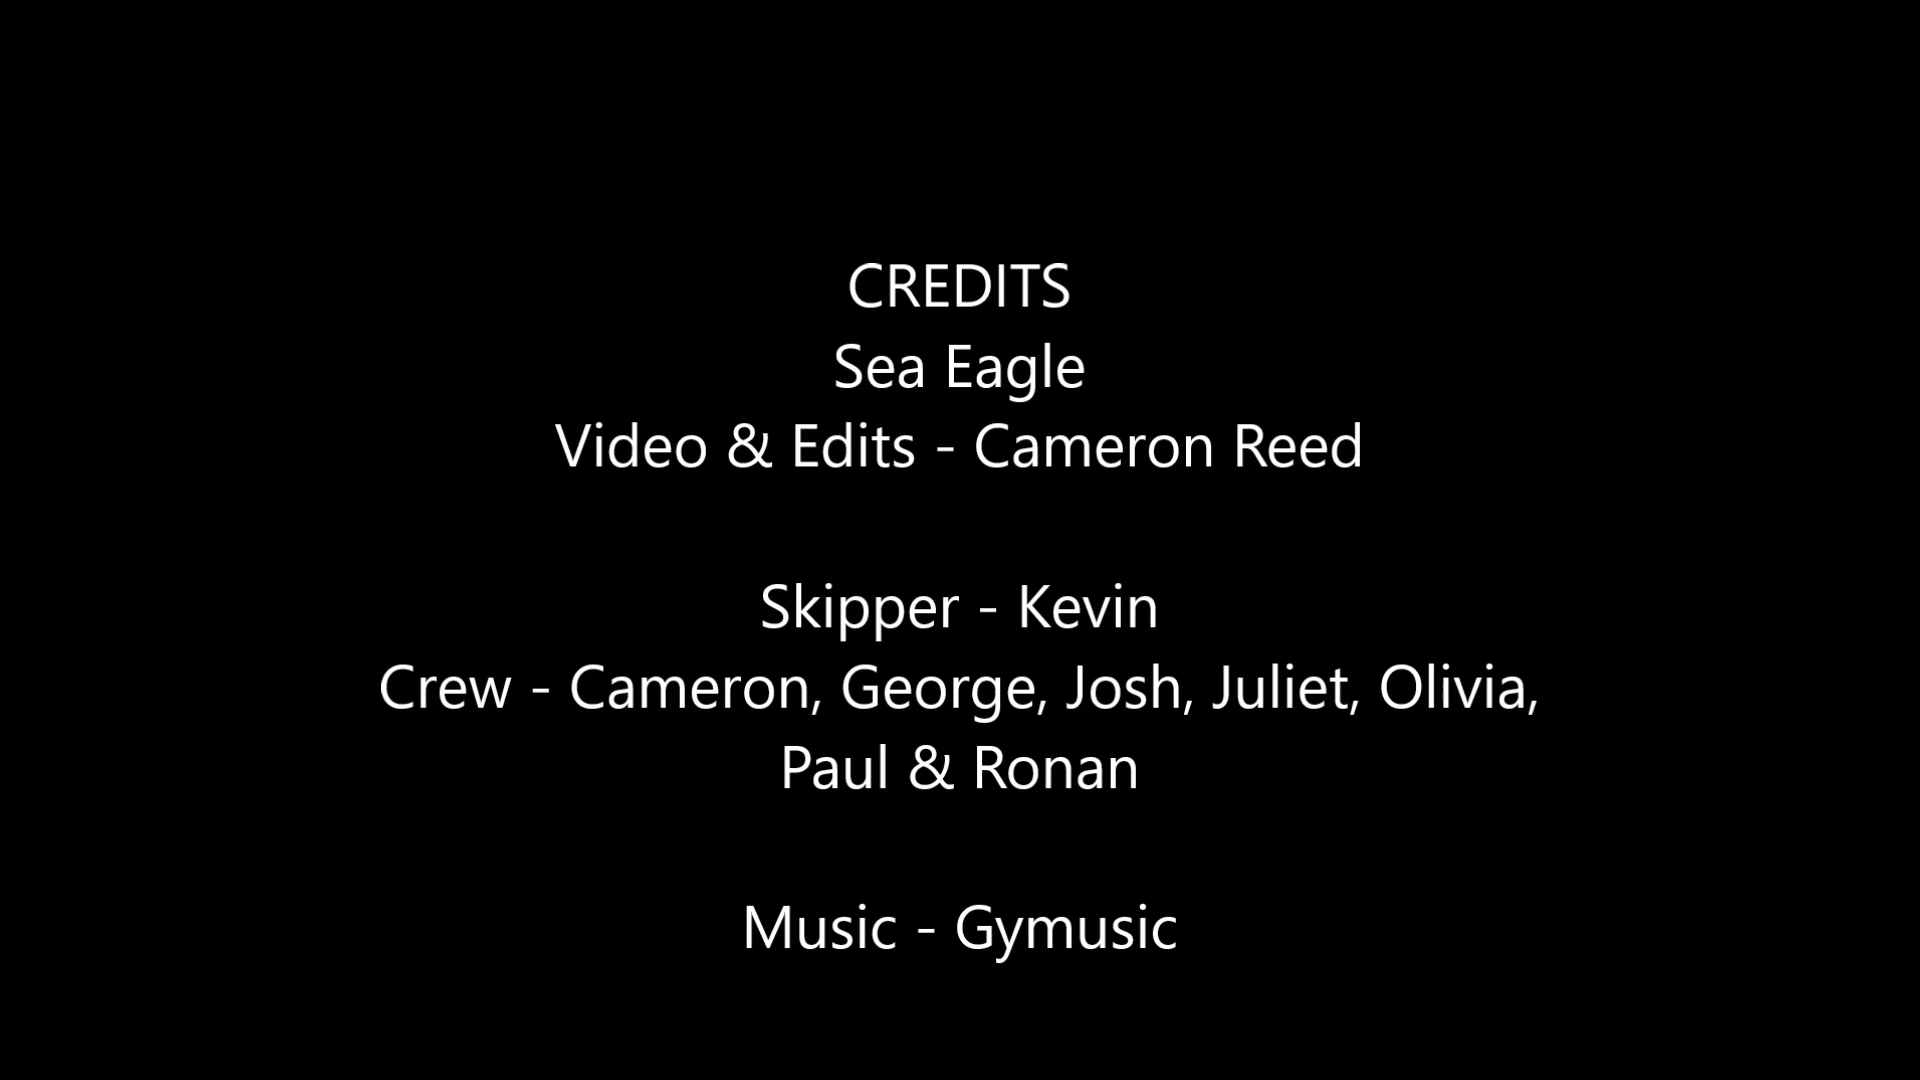 CREDITS
Sea Eagle
Video & Edits - Cameron Reed
Skipper - Kevin
Crew - Cameron, George, Josh, Juliet, Olivia,
Paul & Ronan
Music - Gymusic